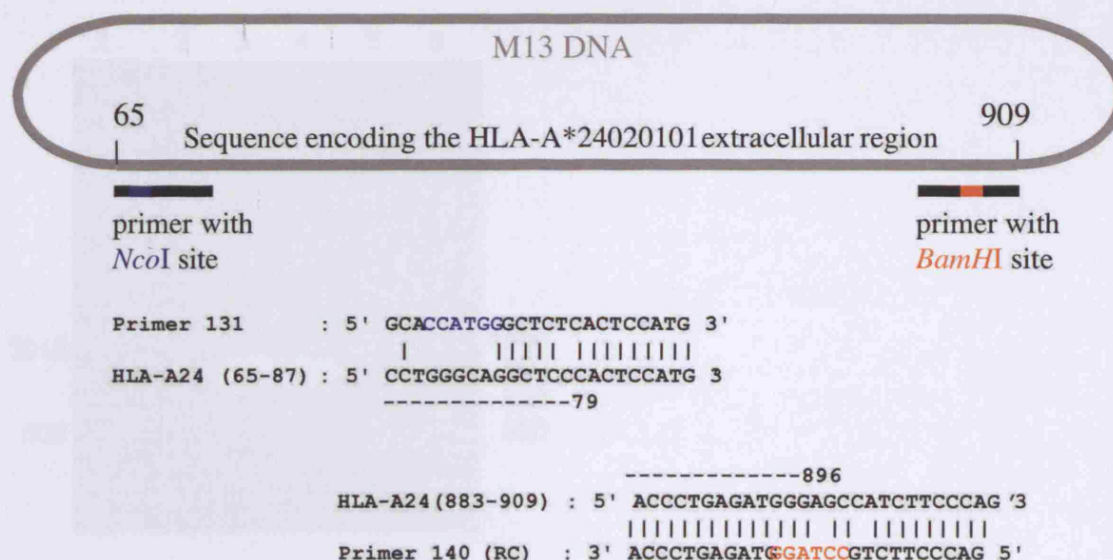 M13 DNA
65 909
Sequence encoding the HLA-A*24020101 extracellular region
primer with primer with
NcoI site BamHI site
Primer 131 : 5' GCACCATGGGCTCTCACTCCATG 3'
HLA-A24 (65-87) : 5' CCTGGGCAGGCTCCCACTCCATG 3
--------------79
-------------896
HLA-A24(883-909) : 5' ACCCTGAGATGGGAGCCATCTTCCCAG '3
Primer 140 (RC) : 3' ACCCTGAGATGGGATCCGTCTTCCCAG 5'